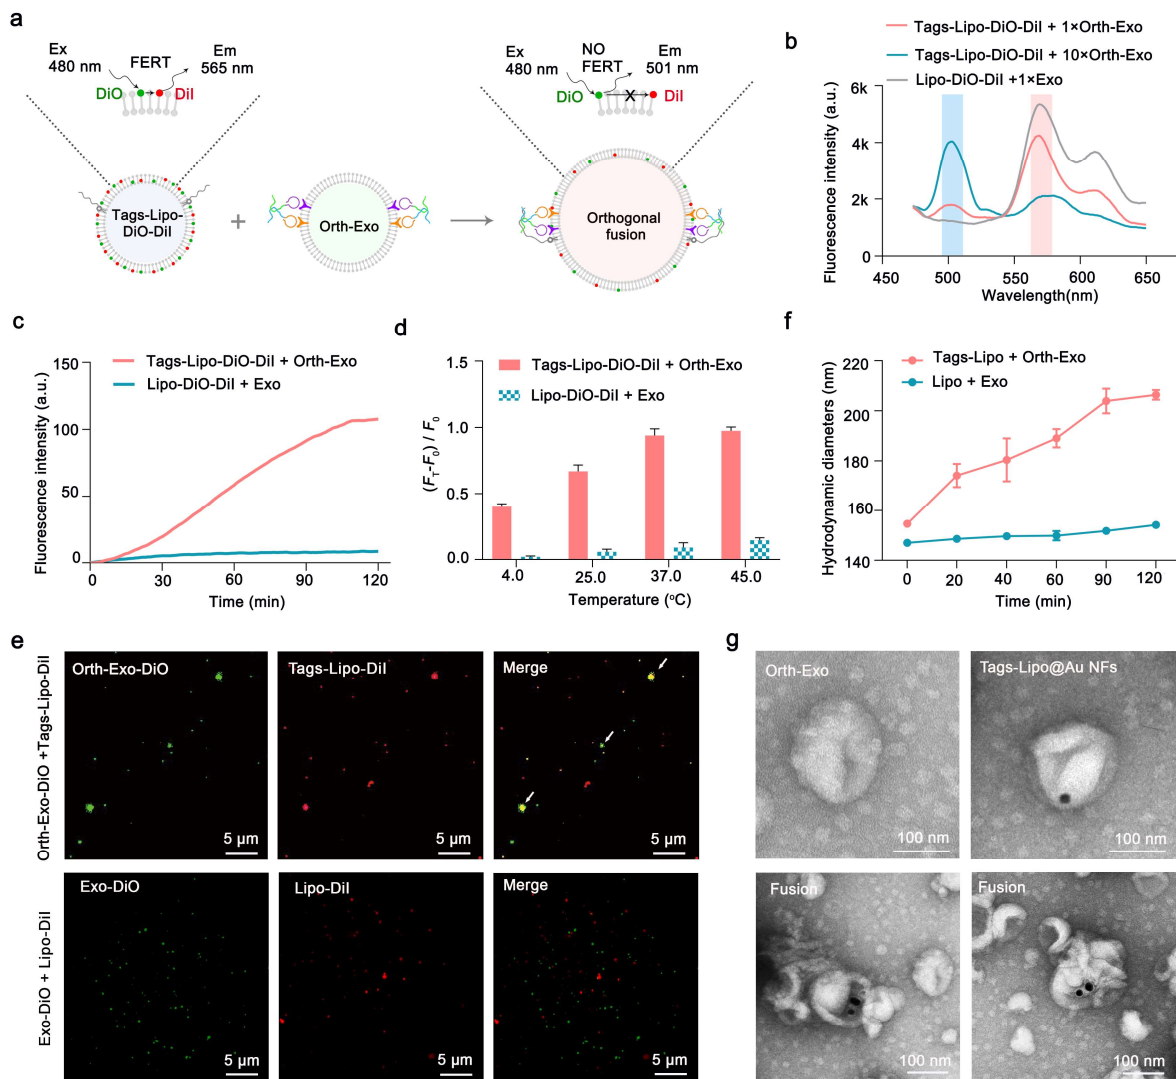 a
Ex
480 nm
FERT
Em
565 nm
DiO
DiI
Tags-Lipo-
DiO-DiI
+
Orth-Exo
Ex
480 nm
NO
FERT
Em
501 nm
DiO
X
DiI
Orthogonal
fusion
b
Tags-Lipo-DiO-DiI + 1×Orth-Exo
Tags-Lipo-DiO-DiI + 10×Orth-Exo
Lipo-DiO-DiI +1×Exo
Fluorescence intensity (a.u.)
6k
4k
2k
0
450
500
550
600
650
Wavelength(nm)
c
Tags-Lipo-DiO-DiI + Orth-Exo
Lipo-DiO-DiI + Exo
Fluorescence intensity (a.u.)
150
100
50
0
0
30
60
90
120
Time (min)
d
Tags-Lipo-DiO-DiI + Orth-Exo
Lipo-DiO-DiI + Exo
(FT-F0) / F0
1.5
1.0
0.5
0.0
4.0
25.0
37.0
45.0
Temperature (oC)
f
Tags-Lipo + Orth-Exo
Lipo + Exo
Hydrodynamic diameters (nm)
220
200
180
160
140
0
20
40
60
90
120
Time (min)
e
Orth-Exo-DiO +Tags-Lipo-DiI
Orth-Exo-DiO
5 μm
Tags-Lipo-DiI
5 μm
Merge
5 μm
Exo-DiO + Lipo-DiI
Exo-DiO
5 μm
Lipo-DiI
5 μm
Merge
5 μm
g
Orth-Exo
100 nm
Tags-Lipo@Au NFs
100 nm
Fusion
100 nm
Fusion
100 nm